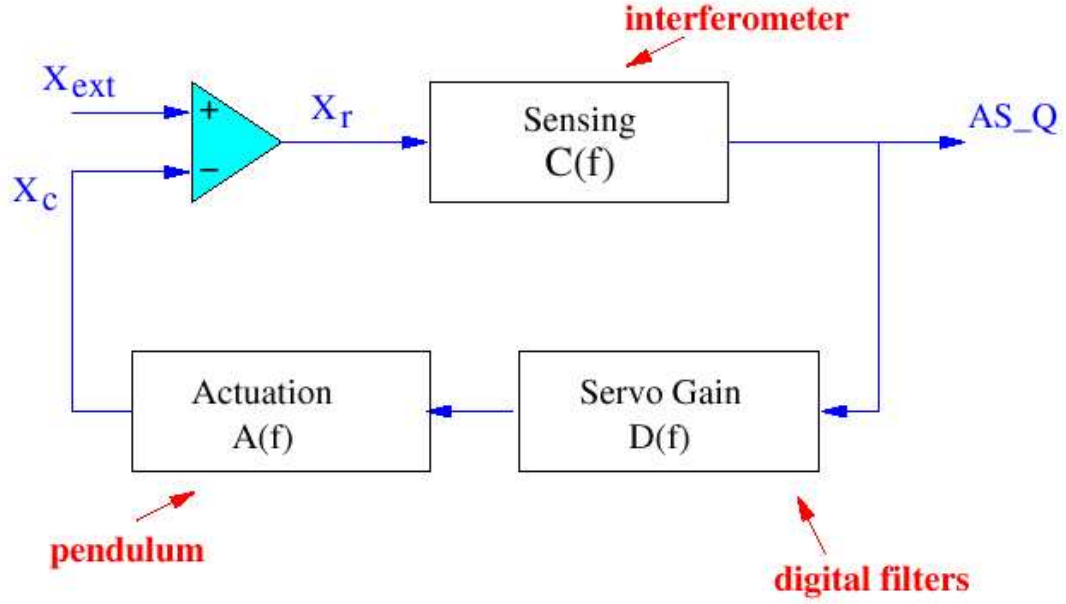 interferometer
X_ext
+
X_r
Sensing
C(f)
AS_Q
−
X_c
Actuation
A(f)
Servo Gain
D(f)
pendulum
digital filters